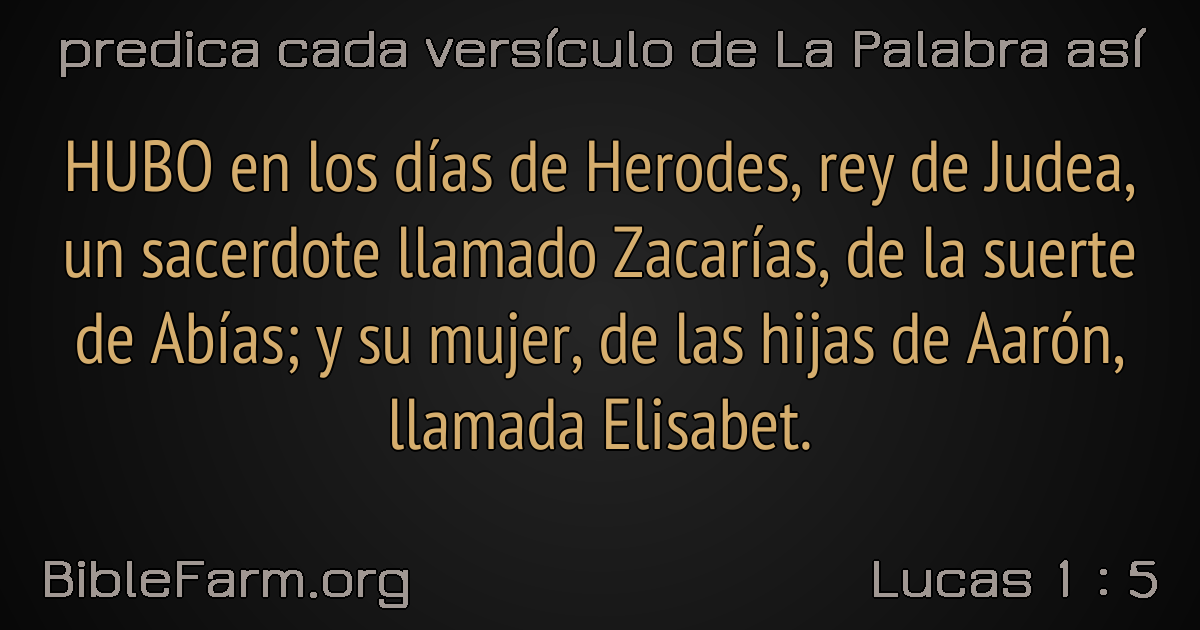 predica cada versículo de La Palabra así
HUBO en los días de Herodes, rey de Judea,
un sacerdote llamado Zacarías, de la suerte
de Abías; y su mujer, de las hijas de Aarón,
llamada Elisabet.
BibleFarm.org
Lucas 1 : 5